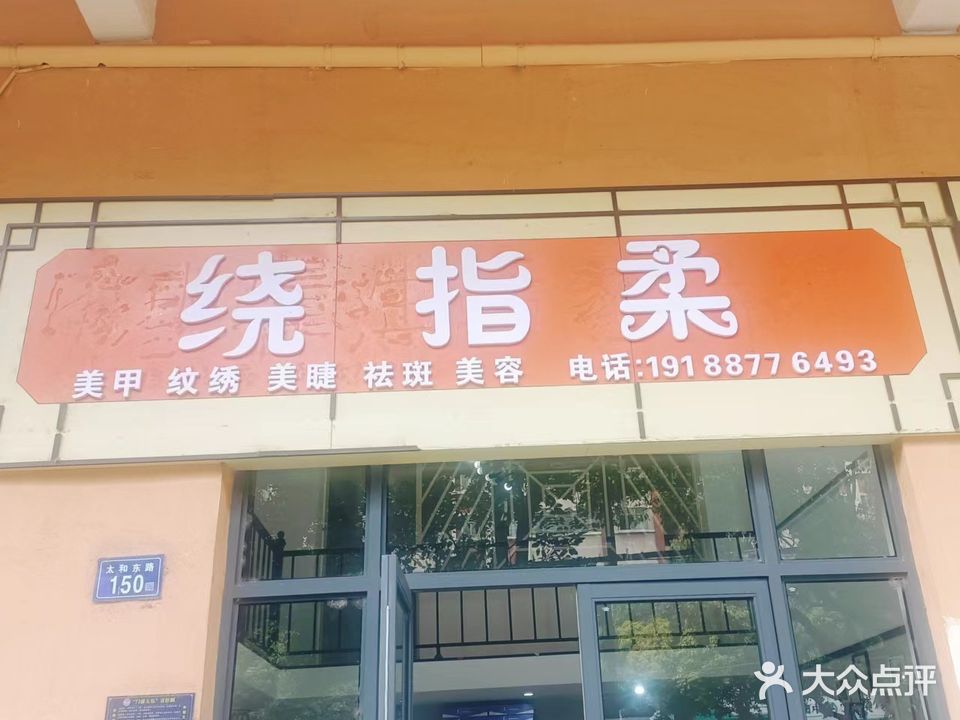 绕指柔
美甲 纹绣 美睫 祛斑 美容 电话:191 8877 6493
太和东路
150
大众点评